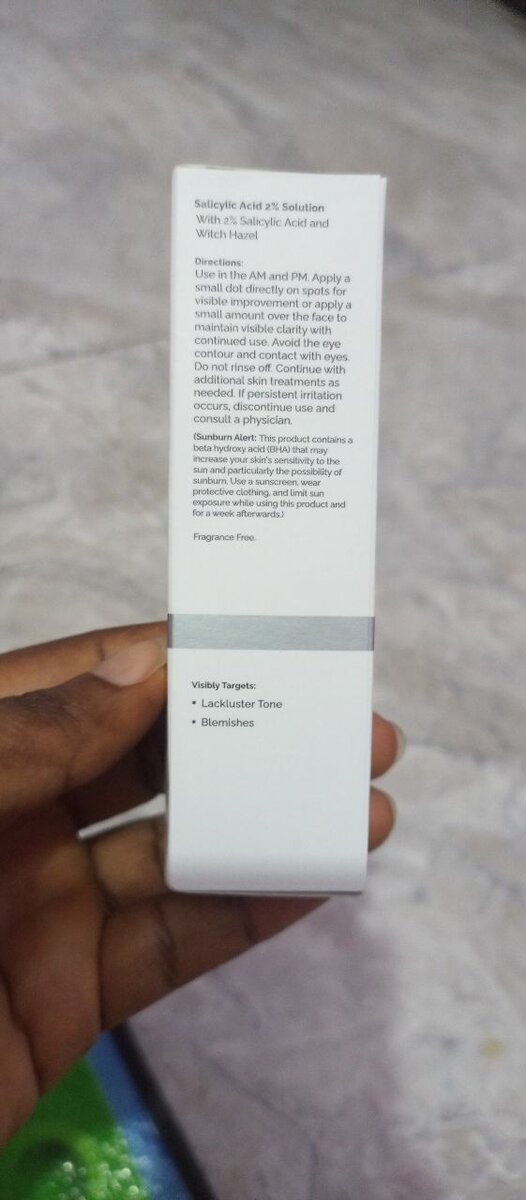 Salicylic Acid 2% Solution
With 2% Salicylic Acid and
Witch Hazel
Directions:
Use in the AM and PM. Apply a
small dot directly on spots for
visible improvement or apply a
small amount over the face to
maintain visible clarity with
continued use. Avoid the eye
contour and contact with eyes.
Do not rinse off. Continue with
additional skin treatments as
needed. If persistent irritation
occurs, discontinue use and
consult a physician.
(Sunburn Alert: This product contains a
beta hydroxy acid (BHA) that may
increase your skin's sensitivity to the
sun and particularly the possibility of
sunburn. Use a sunscreen, wear
protective clothing, and limit sun
exposure while using this product and
for a week afterwards.)
Fragrance Free.
Visibly Targets:
• Lackluster Tone
• Blemishes